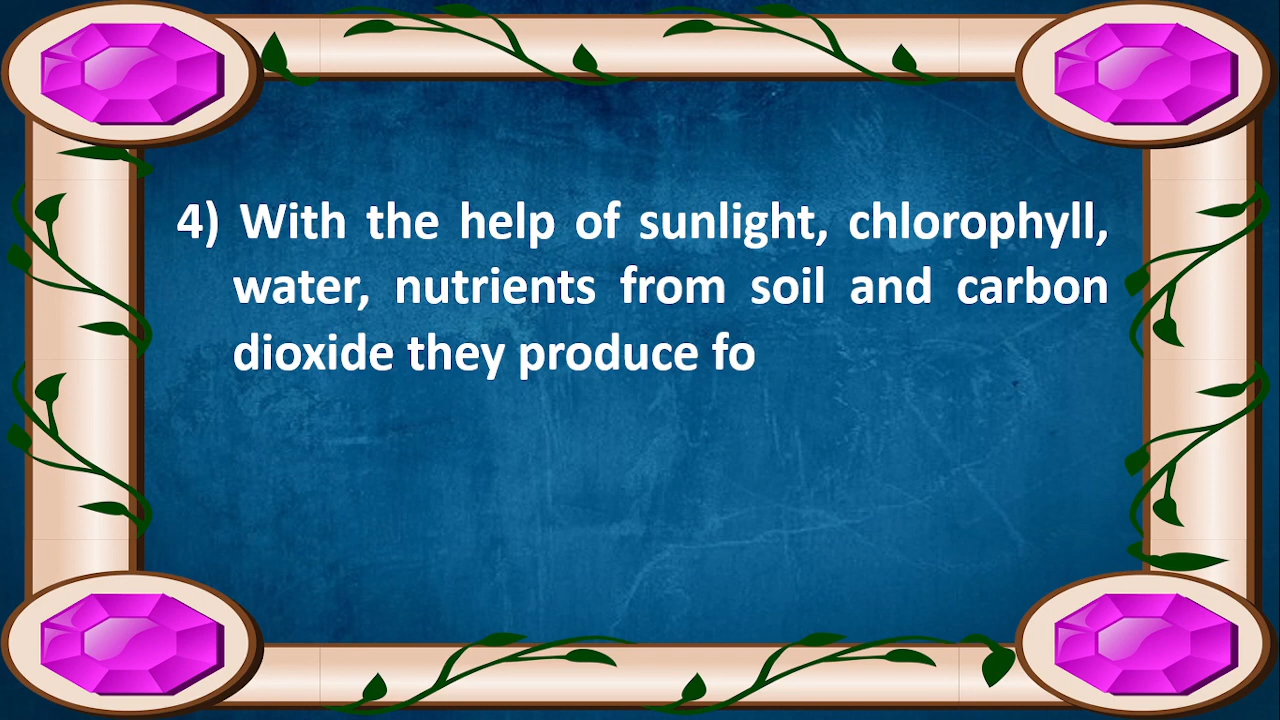 4) With the help of sunlight, chlorophyll,
water, nutrients from soil and carbon
dioxide they produce fo